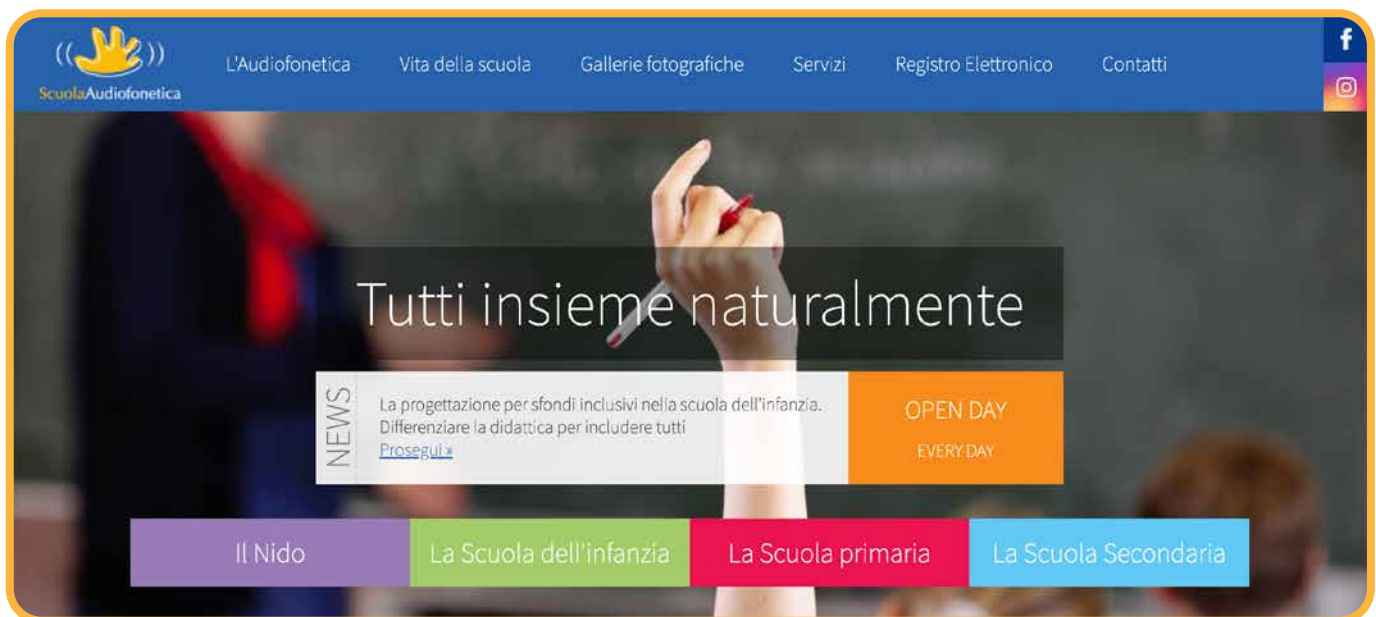 ScuolaAudiofonetica
L'Audiofonetica
Vita della scuola
Gallerie fotografiche
Servizi
Registro Elettronico
Contatti
f
Tutti insieme naturalmente
NEWS
La progettazione per sfondi inclusivi nella scuola dell'infanzia.
Differenziare la didattica per includere tutti
Prosegui »
OPEN DAY
EVERY DAY
Il Nido
La Scuola dell'infanzia
La Scuola primaria
La Scuola Secondaria